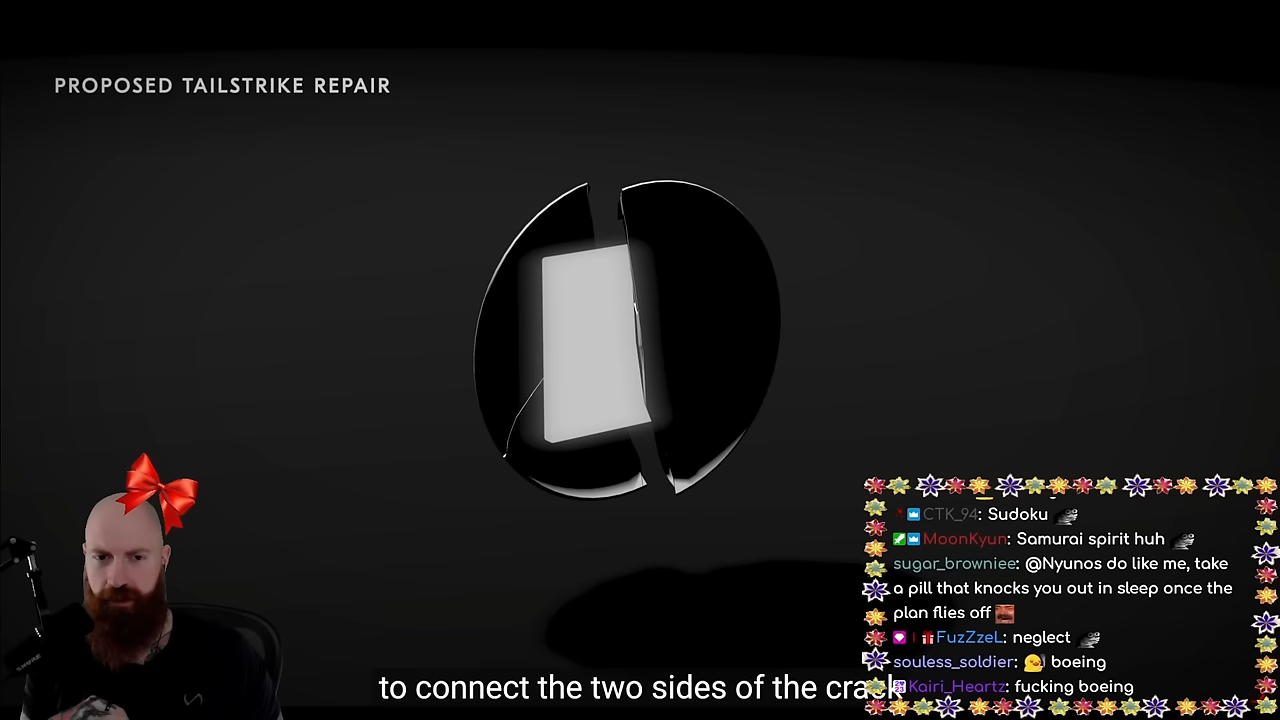 PROPOSED TAILSTRIKE REPAIR
CTK_94: Sudoku
MoonKyun: Samurai spirit huh
sugar_browniee: @Nyunos do like me, take
a pill that knocks you out in sleep once the
plan flies off
FuzZzeL: neglect
souless_soldier: boeing
Kairi_Heartz: fucking boeing
to connect the two sides of the crack